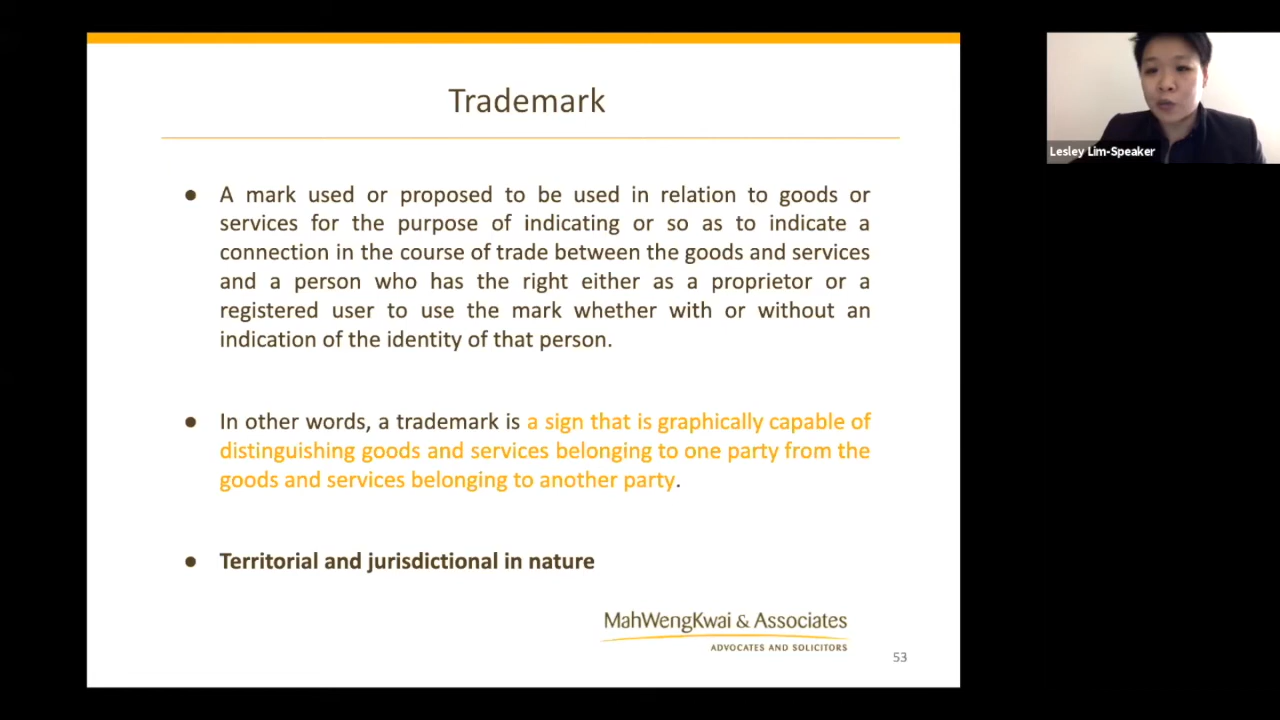 Trademark
● A mark used or proposed to be used in relation to goods or
services for the purpose of indicating or so as to indicate a
connection in the course of trade between the goods and services
and a person who has the right either as a proprietor or a
registered user to use the mark whether with or without an
indication of the identity of that person.
● In other words, a trademark is a sign that is graphically capable of
distinguishing goods and services belonging to one party from the
goods and services belonging to another party.
● Territorial and jurisdictional in nature
MahWengKwai & Associates
ADVOCATES AND SOLICITORS
53
Lesley Lim-Speaker